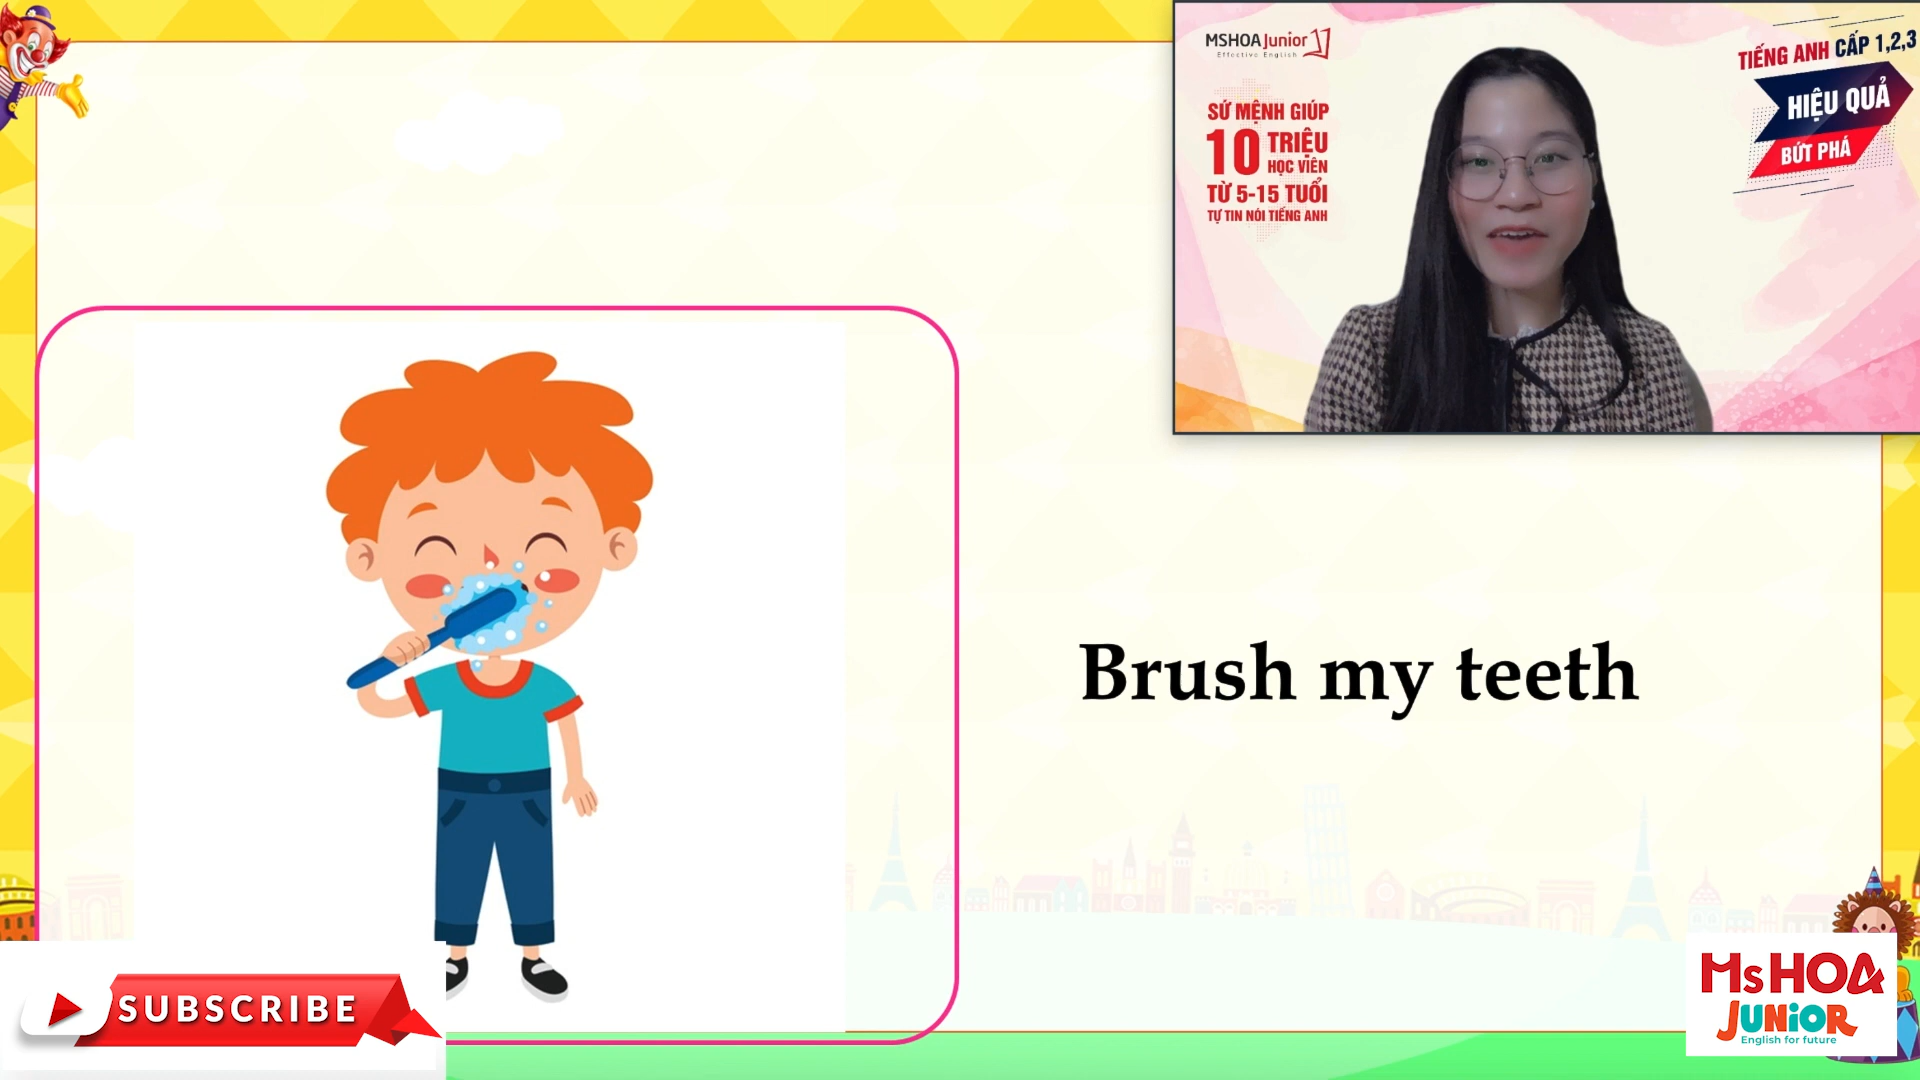 MSHOA Junior
Effective English
SỨ MỆNH GIÚP
10 TRIỆU
HỌC VIÊN
TỪ 5-15 TUỔI
TỰ TIN NÓI TIẾNG ANH
TIẾNG ANH CẤP 1,2,3
HIỆU QUẢ
BỨT PHÁ
Brush my teeth
SUBSCRIBE
MsHOA
JUNiOR
English for future